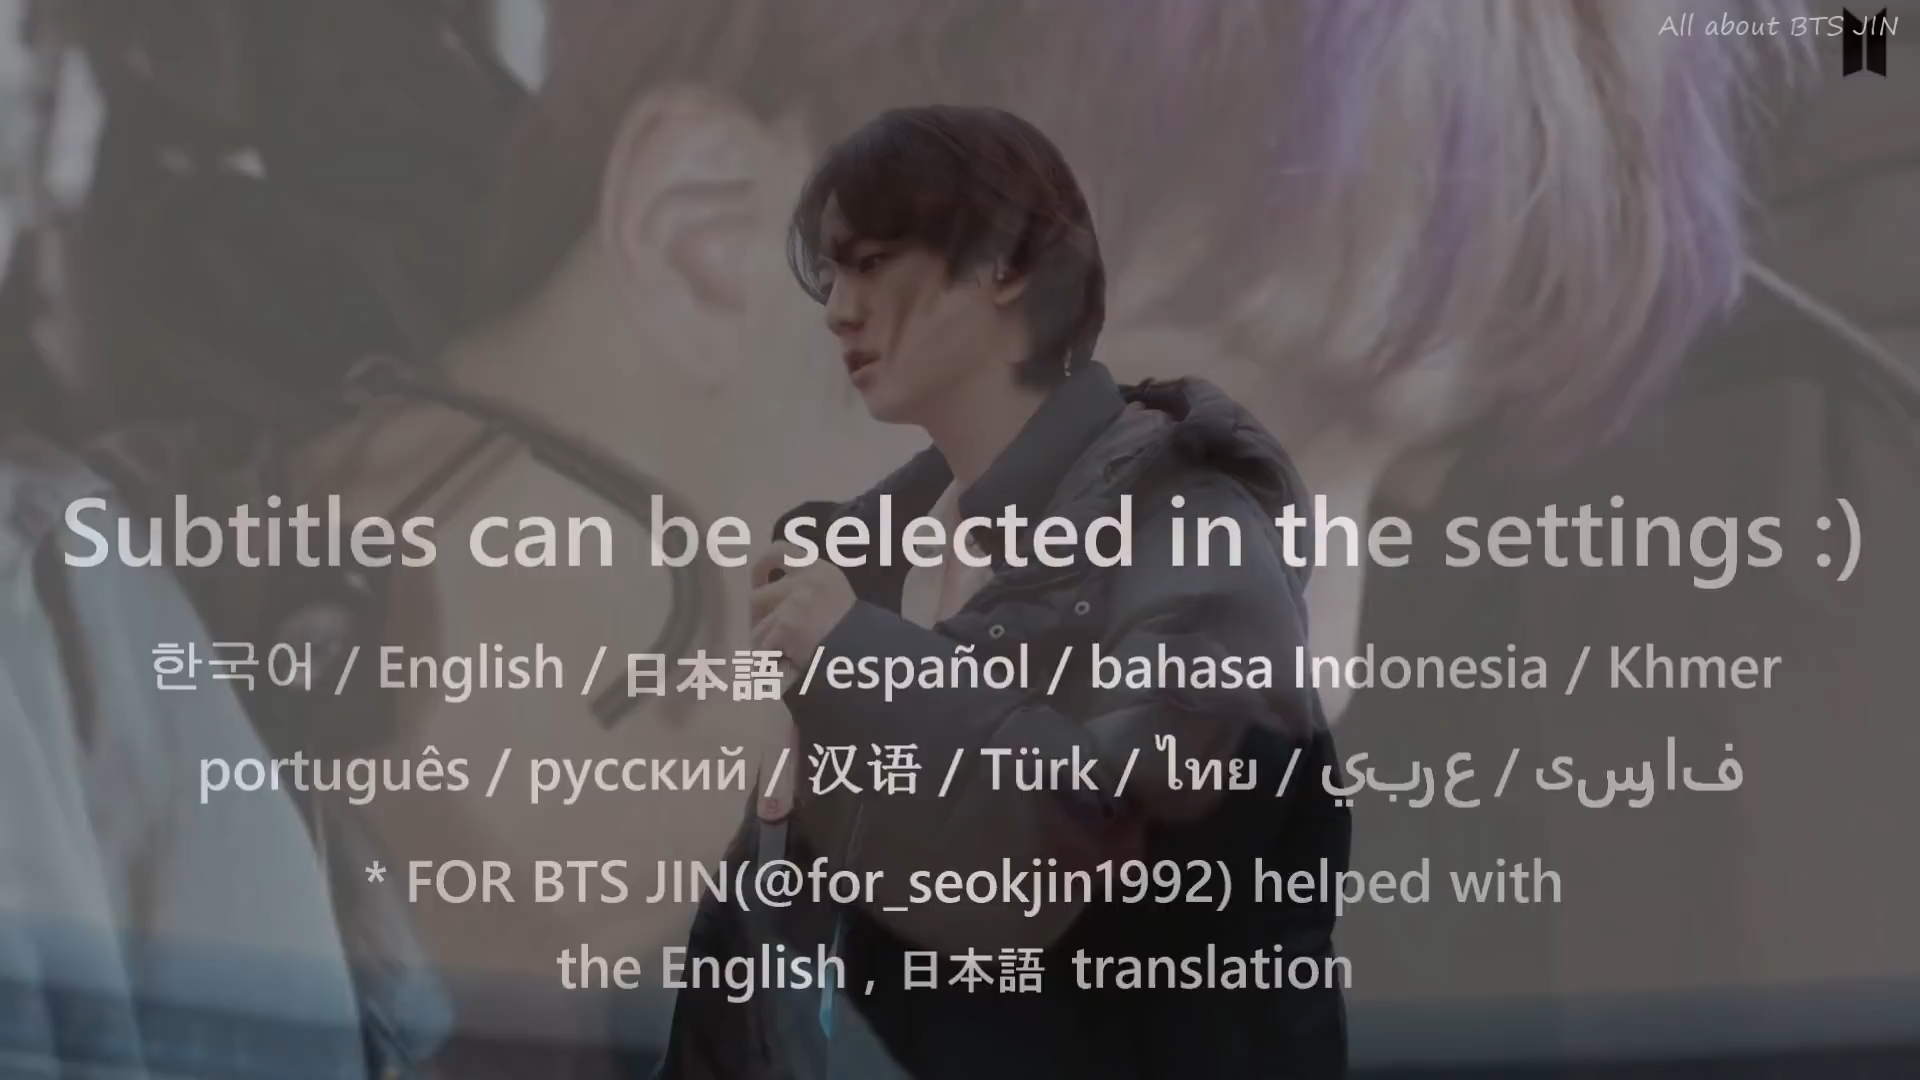 All about BTS JIN
Subtitles can be selected in the settings :)
한국어 / English / 日本語 /español / bahasa Indonesia / Khmer
português / русский / 汉语 / Türk / ไทย / عربي / فارسی
* FOR BTS JIN(@for_seokjin1992) helped with
the English , 日本語 translation